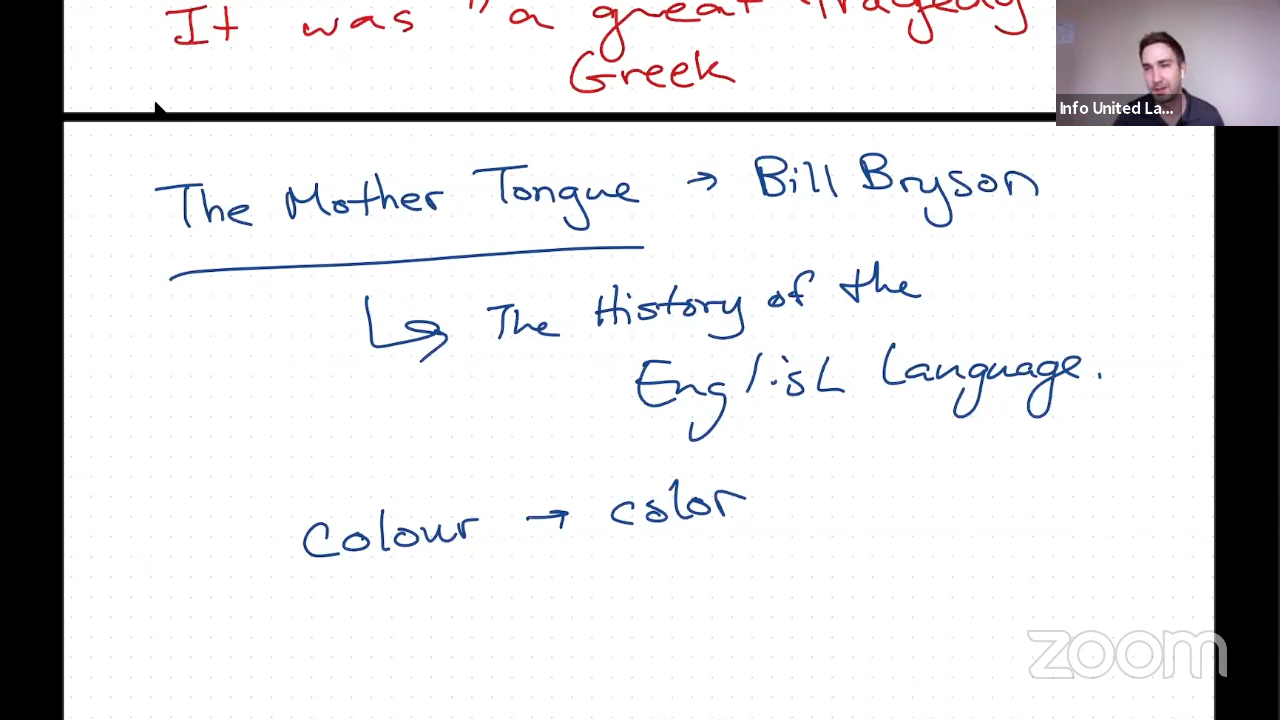 It was "a great tragedy
Greek
Info United La...
The Mother Tongue → Bill Bryson
The History of the
English Language.
colour → color
zoom